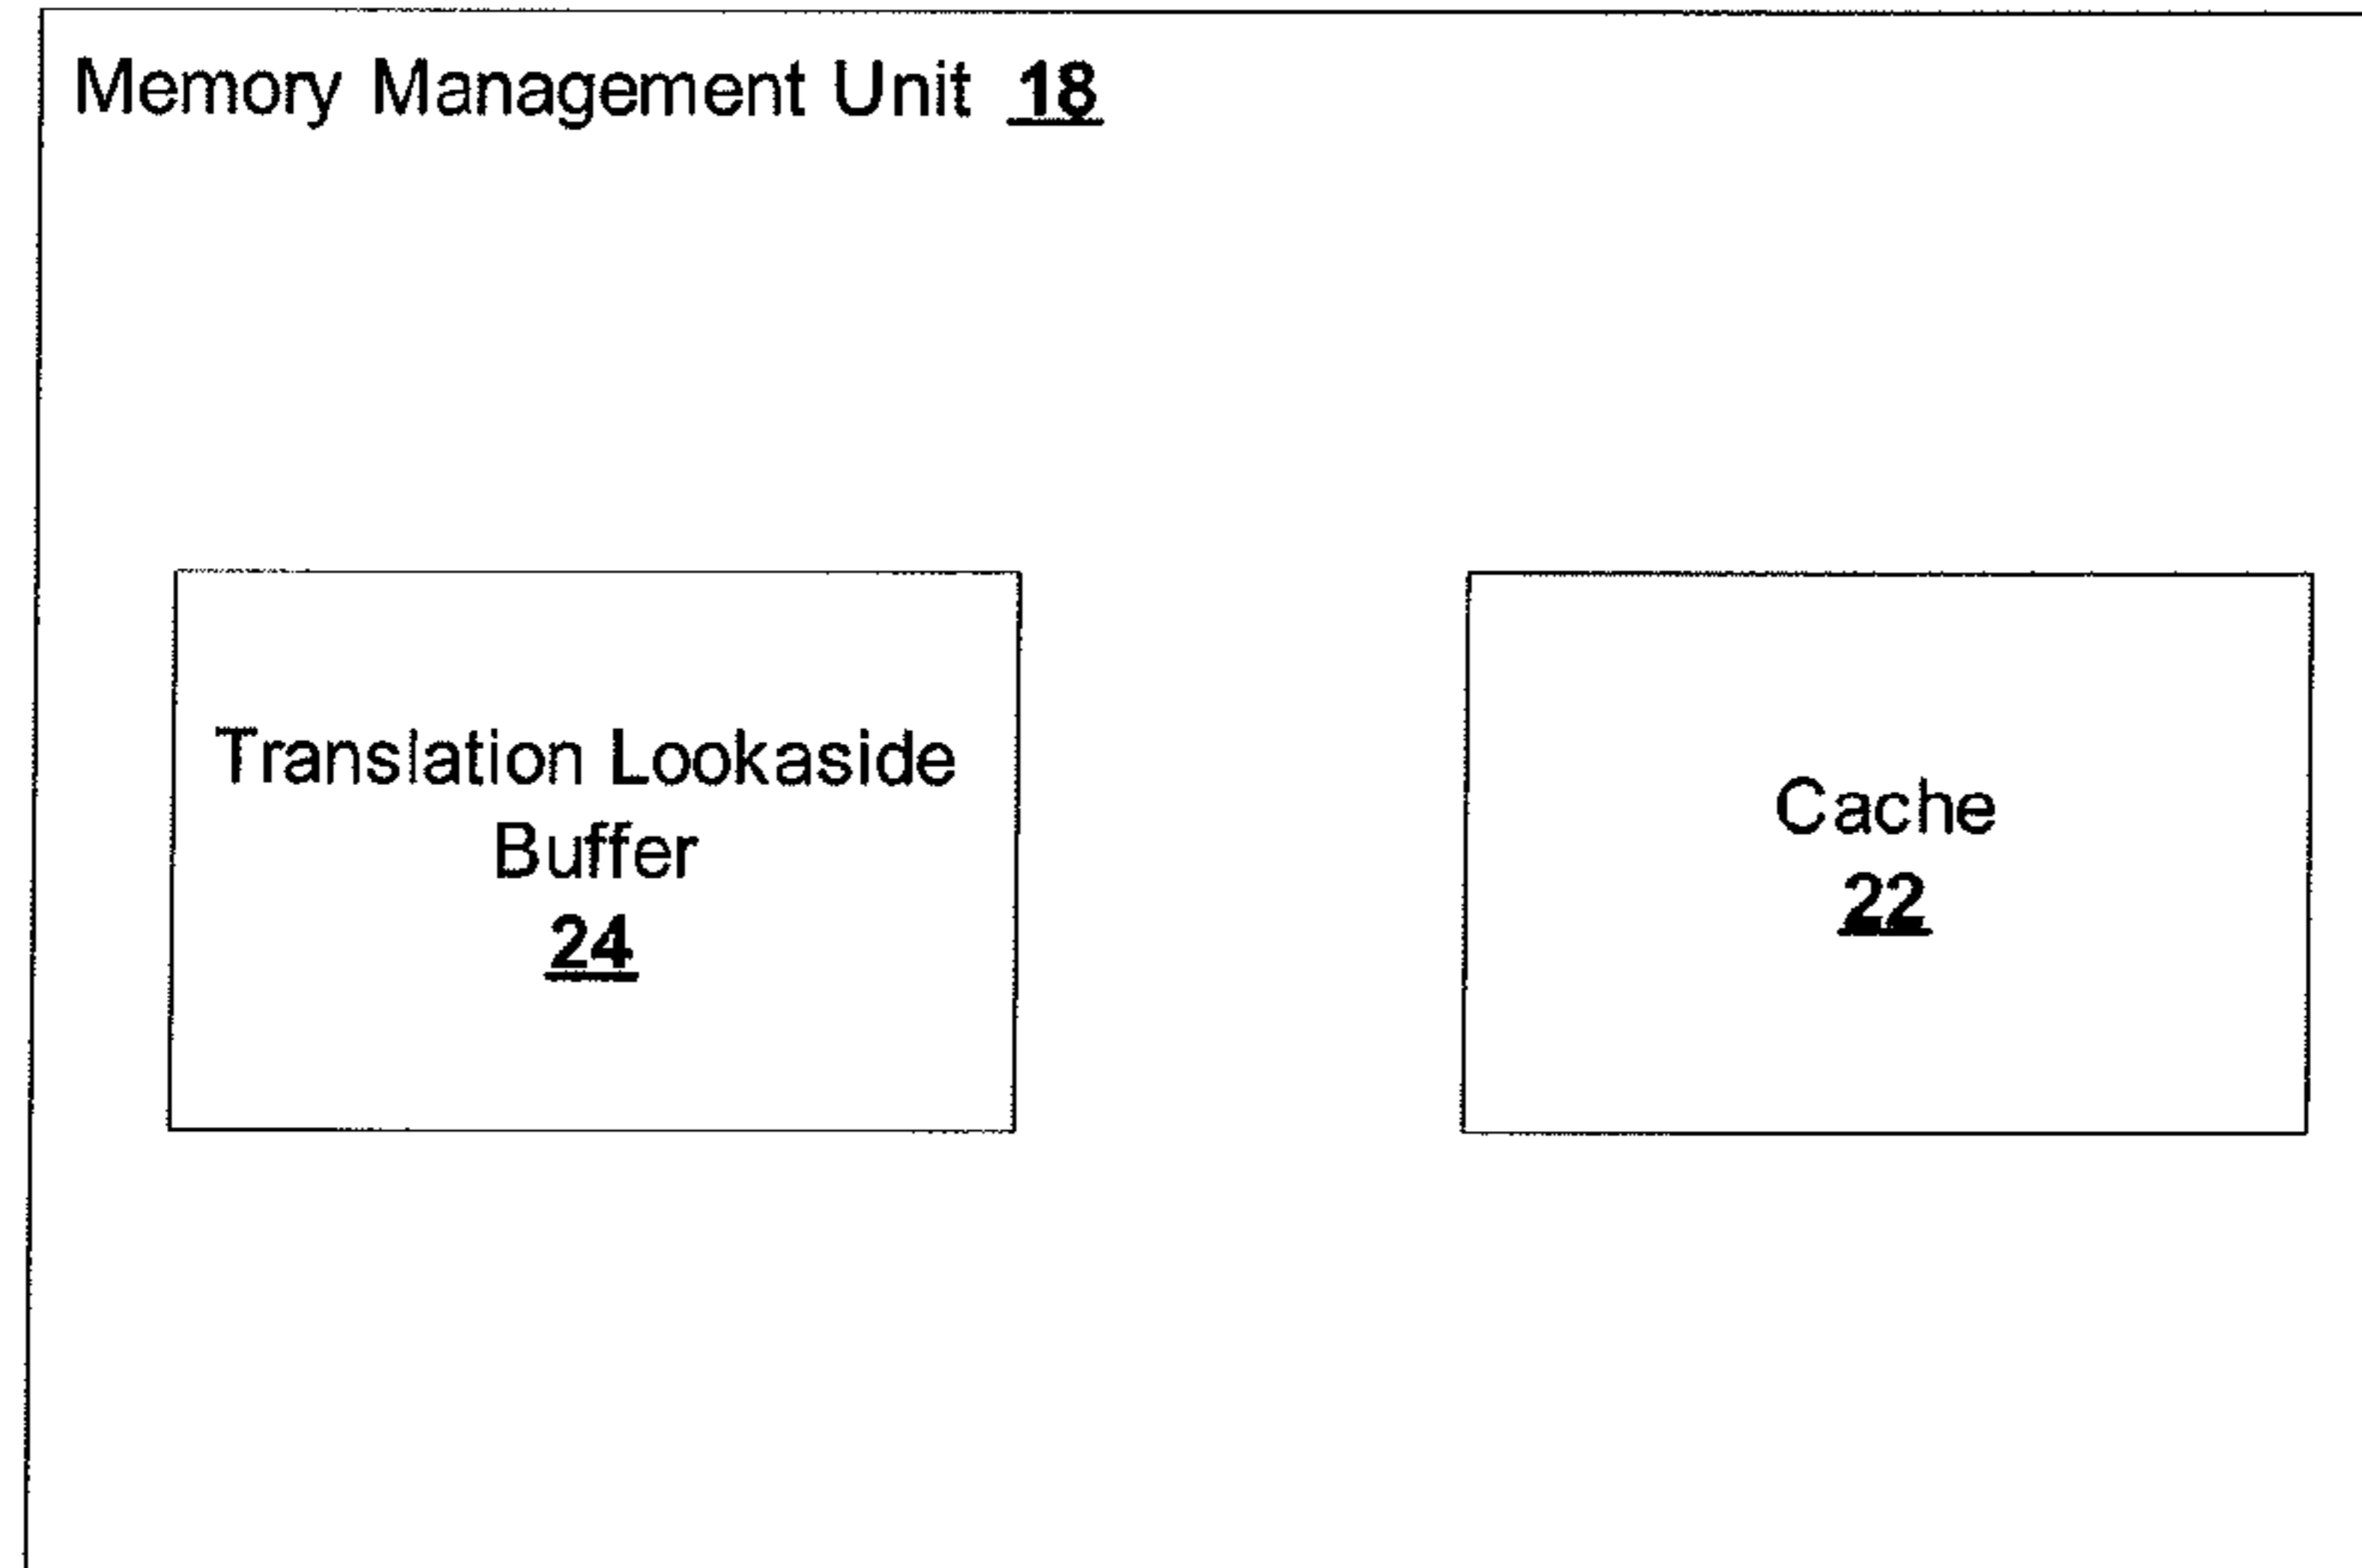 Memory Management Unit 18
Translation Lookaside
Buffer
24
Cache
22